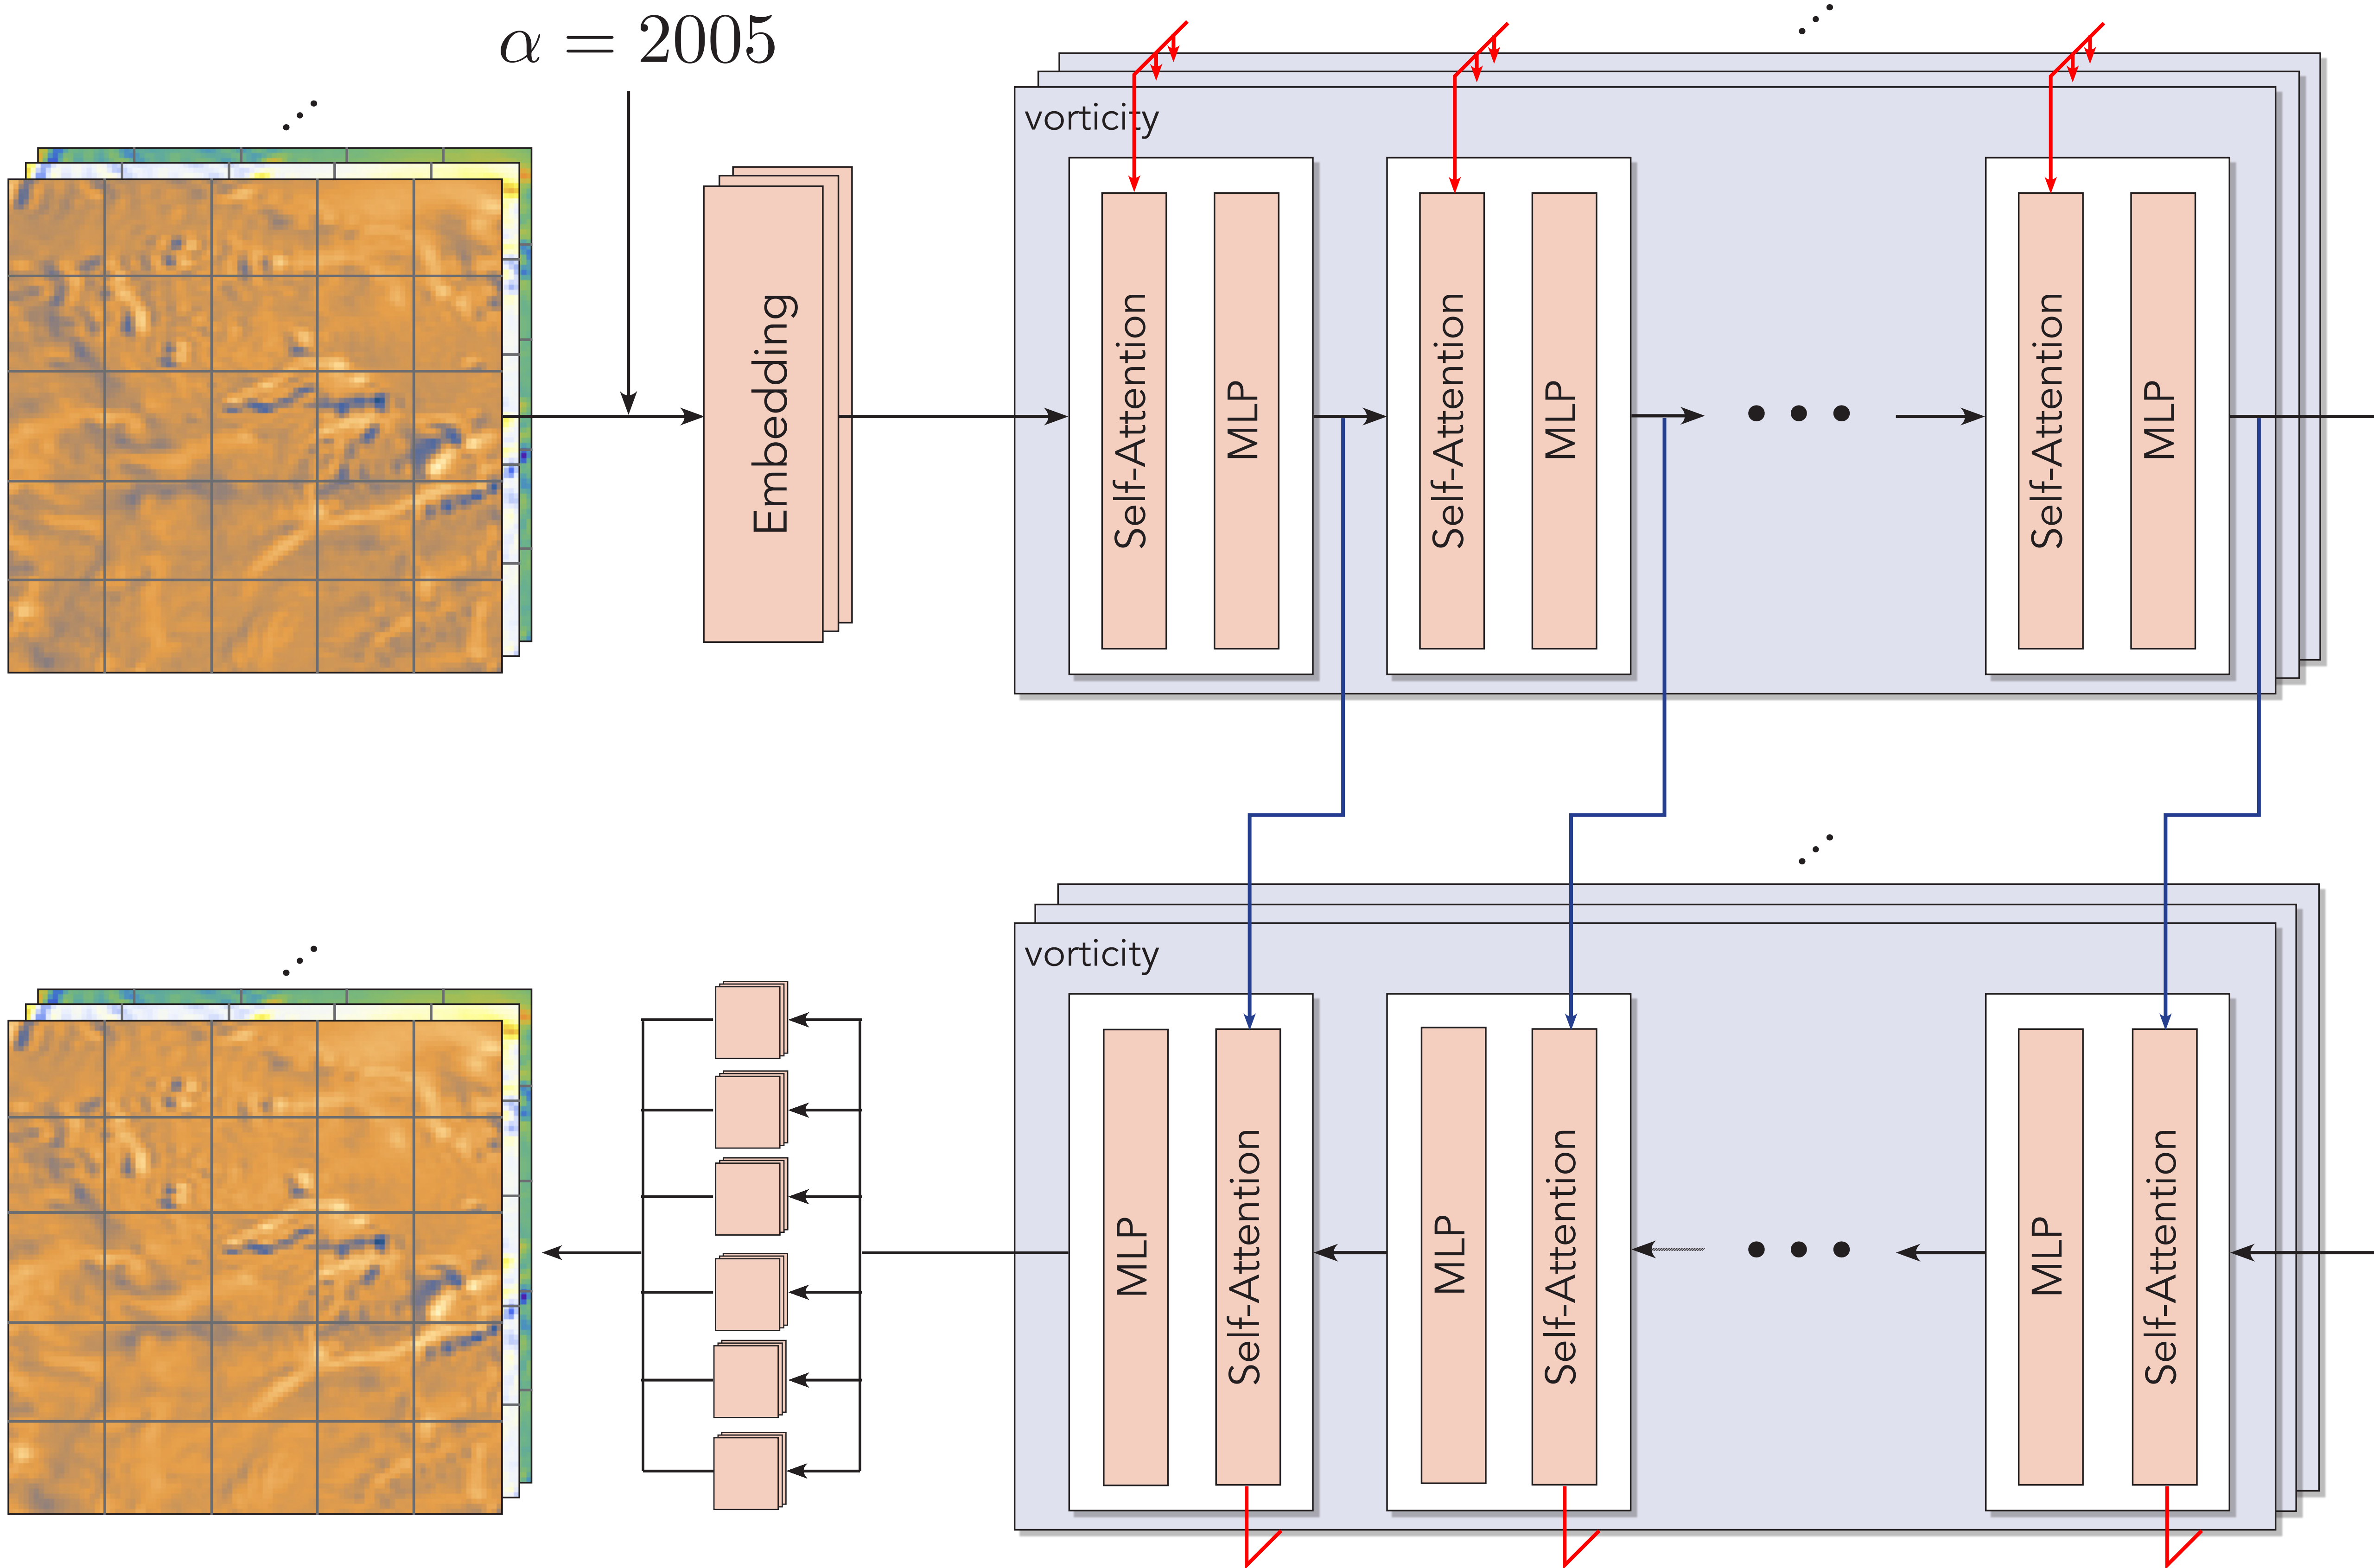 α = 2005
vorticity
Embedding
Self-Attention
MLP
Self-Attention
MLP
Self-Attention
MLP
vorticity
MLP
Self-Attention
MLP
Self-Attention
MLP
Self-Attention